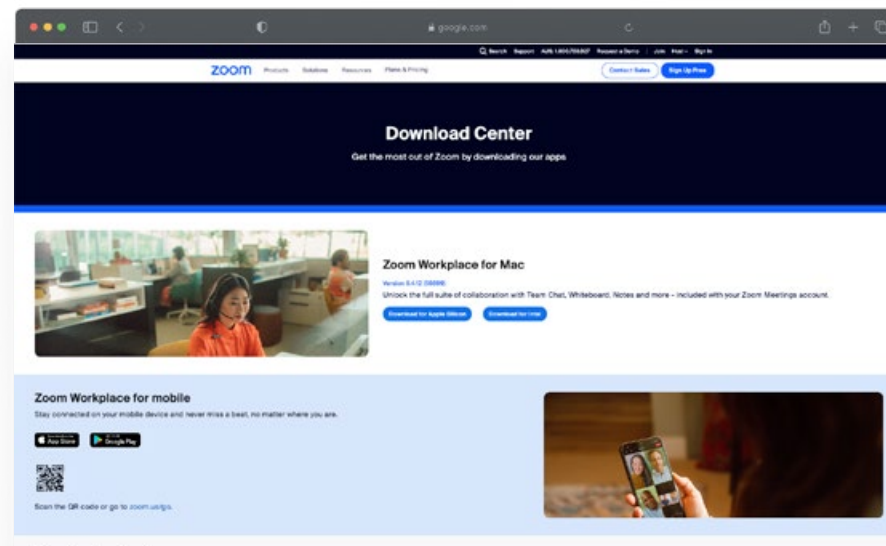 google.com
Search Support Request a Demo Join Host Sign In
zoom Products Solutions Resources Plans & Pricing Contact Sales Sign Up Free
Download Center
Get the most out of Zoom by downloading our apps
Zoom Workplace for Mac
Unlock the full suite of collaboration with Team Chat, Whiteboard, Notes and more - included with your Zoom Meetings account.
Download for Apple Silicon Download for Intel
Zoom Workplace for mobile
Stay connected on your mobile device and never miss a beat, no matter where you are.
App Store Google Play
Scan the QR code or go to zoom.us/go.